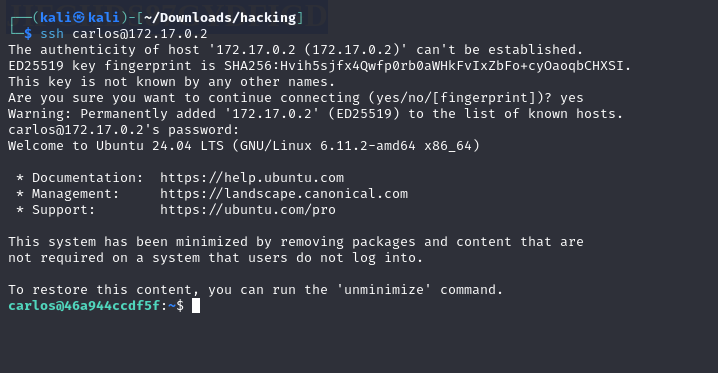 ┌──(kali㉿kali)-[~/Downloads/hacking]
└─$ ssh carlos@172.17.0.2
The authenticity of host '172.17.0.2 (172.17.0.2)' can't be established.
ED25519 key fingerprint is SHA256:Hvih5sjfx4Qwfp0rb0aWHkFvIxZbFo+cyOaoqbCHXSI.
This key is not known by any other names.
Are you sure you want to continue connecting (yes/no/[fingerprint])? yes
Warning: Permanently added '172.17.0.2' (ED25519) to the list of known hosts.
carlos@172.17.0.2's password:
Welcome to Ubuntu 24.04 LTS (GNU/Linux 6.11.2-amd64 x86_64)

 * Documentation:  https://help.ubuntu.com
 * Management:     https://landscape.canonical.com
 * Support:        https://ubuntu.com/pro

This system has been minimized by removing packages and content that are
not required on a system that users do not log into.

To restore this content, you can run the 'unminimize' command.
carlos@46a944ccdf5f:~$